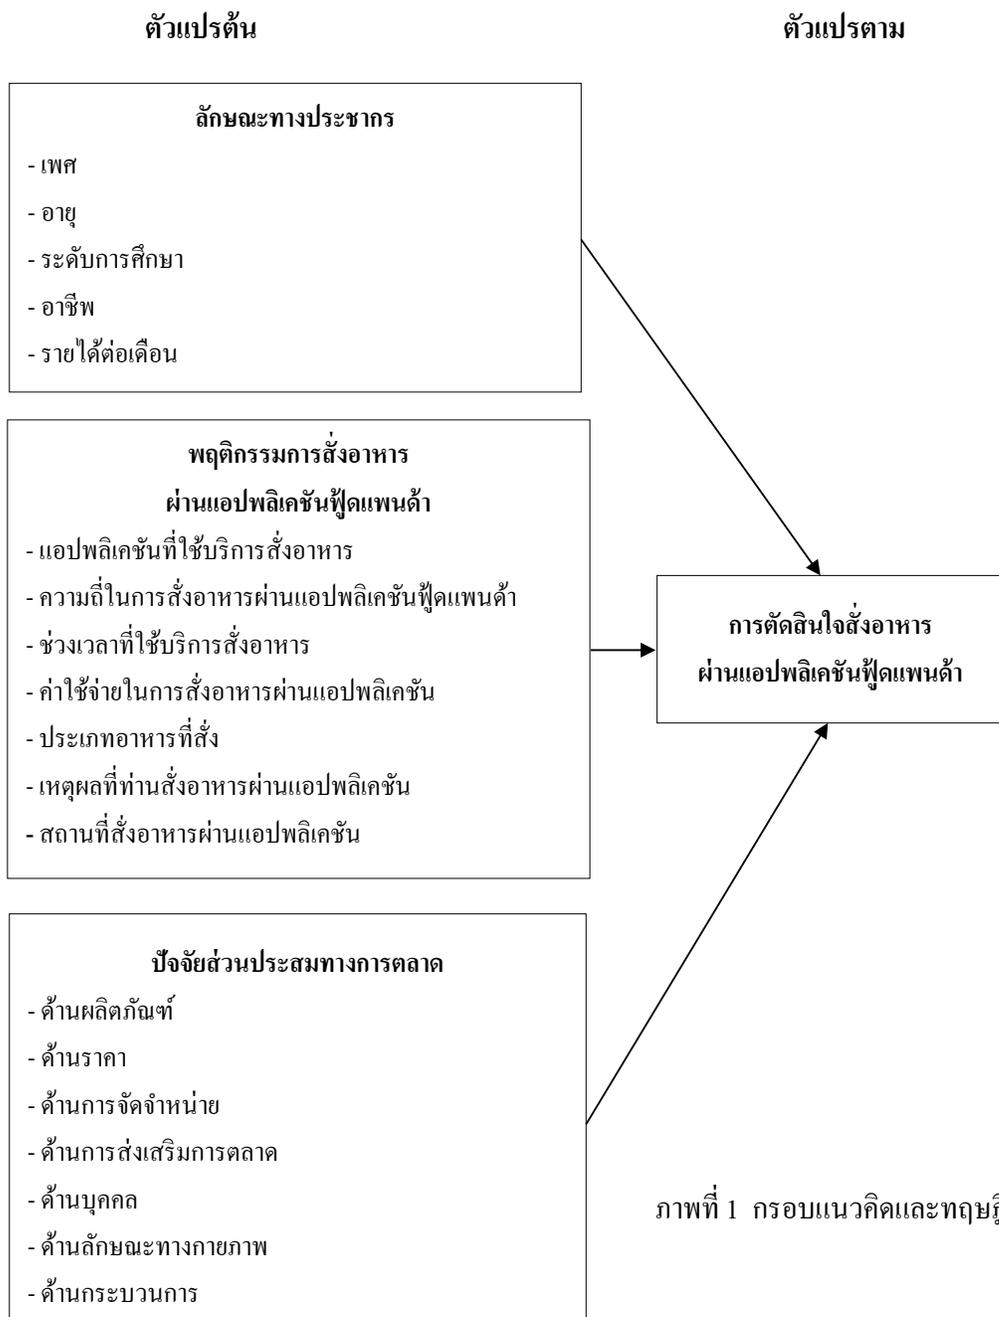 ตัวแปรต้น
ตัวแปรตาม
ลักษณะทางประชากร
- เพศ
- อายุ
- ระดับการศึกษา
- อาชีพ
- รายได้ต่อเดือน
พฤติกรรมการสั่งอาหาร
ผ่านแอปพลิเคชันฟู้ดแพนด้า
- แอปพลิเคชันที่ใช้บริการสั่งอาหาร
- ความถี่ในการสั่งอาหารผ่านแอปพลิเคชันฟู้ดแพนด้า
- ช่วงเวลาที่ใช้บริการสั่งอาหาร
- ค่าใช้จ่ายในการสั่งอาหารผ่านแอปพลิเคชัน
- ประเภทอาหารที่สั่ง
- เหตุผลที่ท่านสั่งอาหารผ่านแอปพลิเคชัน
- สถานที่สั่งอาหารผ่านแอปพลิเคชัน
การตัดสินใจสั่งอาหาร
ผ่านแอปพลิเคชันฟู้ดแพนด้า
ปัจจัยส่วนประสมทางการตลาด
- ด้านผลิตภัณฑ์
- ด้านราคา
- ด้านการจัดจำหน่าย
- ด้านการส่งเสริมการตลาด
- ด้านบุคคล
- ด้านลักษณะทางกายภาพ
- ด้านกระบวนการ
ภาพที่ 1 กรอบแนวคิดและทฤษฎี